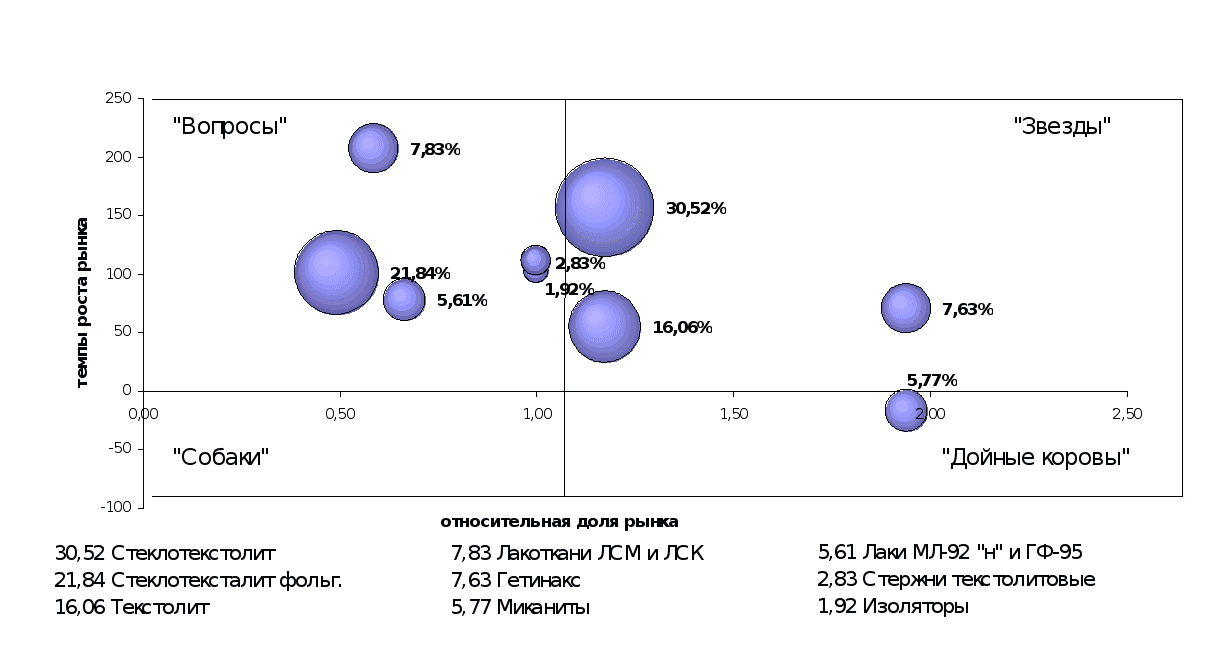 250
"Вопросы"
"Звезды"
7,83%
200
30,52%
150
2,83%
100
21,84%
1,92%
5,61%
7,63%
50
16,06%
5,77%
0
0,00
0,50
1,00
1,50
2,00
2,50
-50
"Собаки"
"Дойные коровы"
-100
темпы роста рынка
относительная доля рынка
30,52 Стеклотекстолит
21,84 Стеклотексталит фольг.
16,06 Текстолит
7,83 Лакоткани ЛСМ и ЛСК
7,63 Гетинакс
5,77 Миканиты
5,61 Лаки МЛ-92 "н" и ГФ-95
2,83 Стержни текстолитовые
1,92 Изоляторы